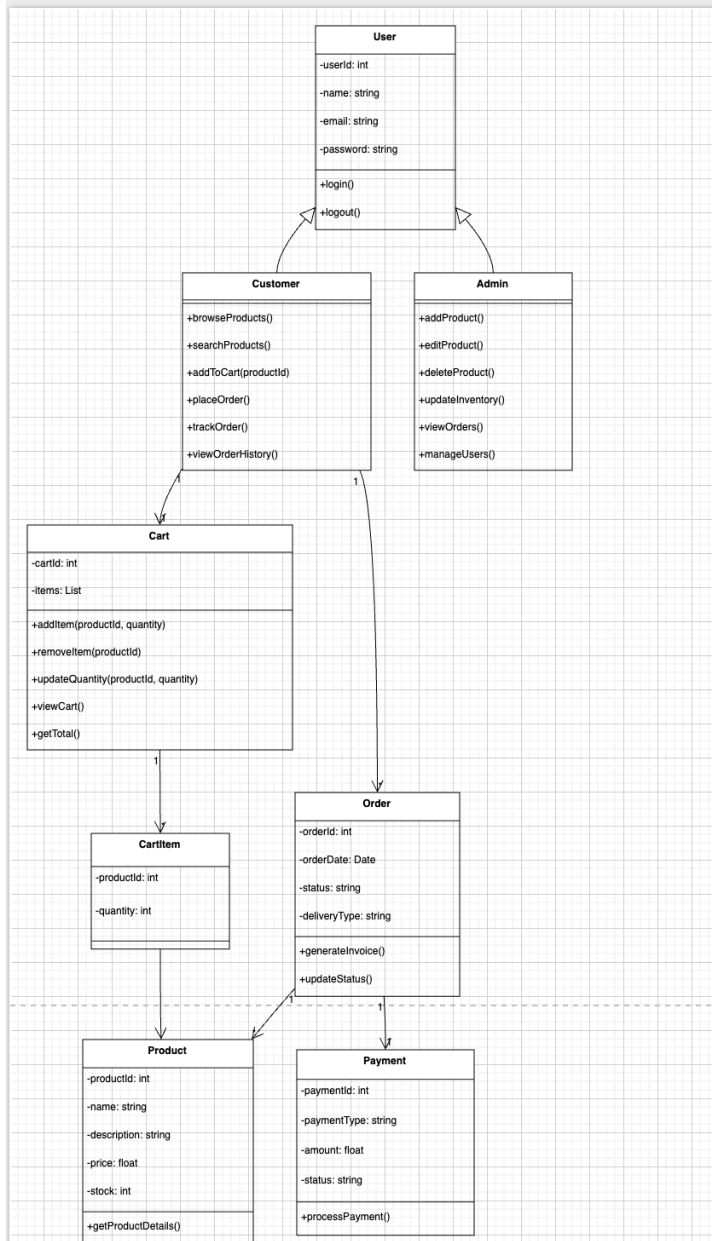 User
-userId: int
-name: string
-email: string
-password: string
+login()
+logout()
Customer
+browseProducts()
+searchProducts()
+addToCart(productId)
+placeOrder()
+trackOrder()
+viewOrderHistory()
Admin
+addProduct()
+editProduct()
+deleteProduct()
+updateInventory()
+viewOrders()
+manageUsers()
1
1
1
Cart
-cartId: int
-items: List
+addItem(productId, quantity)
+removeItem(productId)
+updateQuantity(productId, quantity)
+viewCart()
+getTotal()
1
*
*
CartItem
-productId: int
-quantity: int
Order
-orderId: int
-orderDate: Date
-status: string
-deliveryType: string
+generateInvoice()
+updateStatus()
1
1
*
1
Product
-productId: int
-name: string
-description: string
-price: float
-stock: int
+getProductDetails()
Payment
-paymentId: int
-paymentType: string
-amount: float
-status: string
+processPayment()